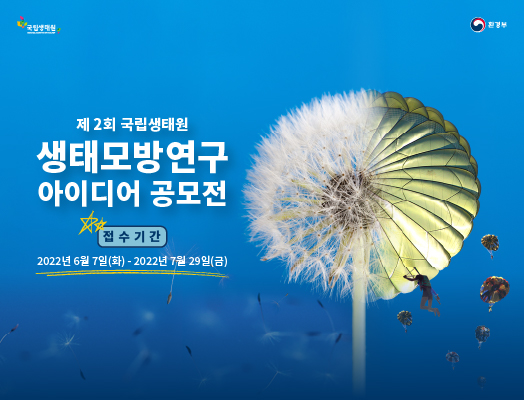 국립생태원
환경부
제 2회 국립생태원
생태모방연구
아이디어 공모전
접수기간
2022년 6월 7일(화) - 2022년 7월 29일(금)